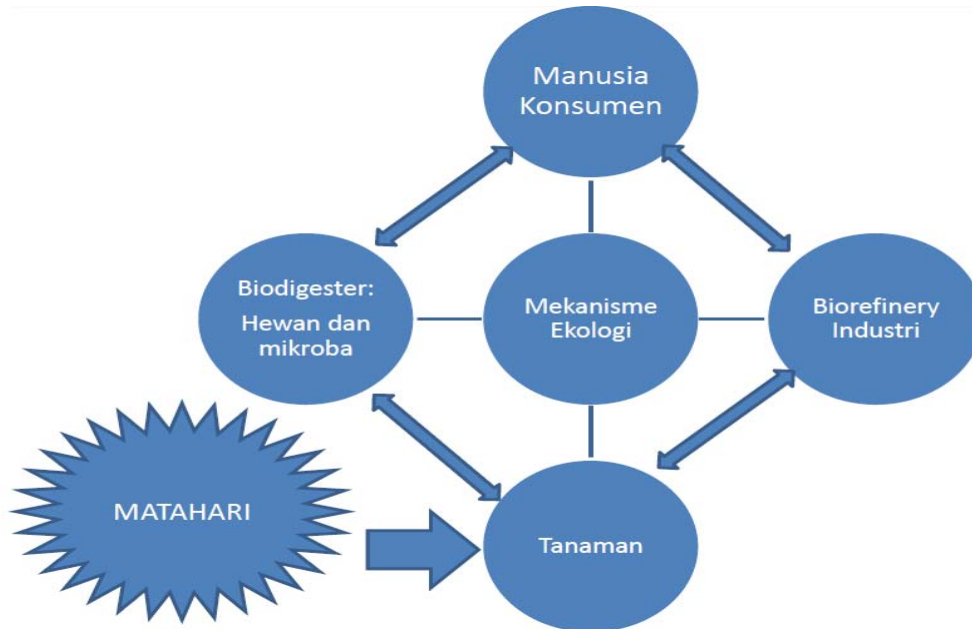 Manusia
Konsumen
Biodigester:
Hewan dan
mikroba
Mekanisme
Ekologi
Biorefinery
Industri
MATAHARI
Tanaman